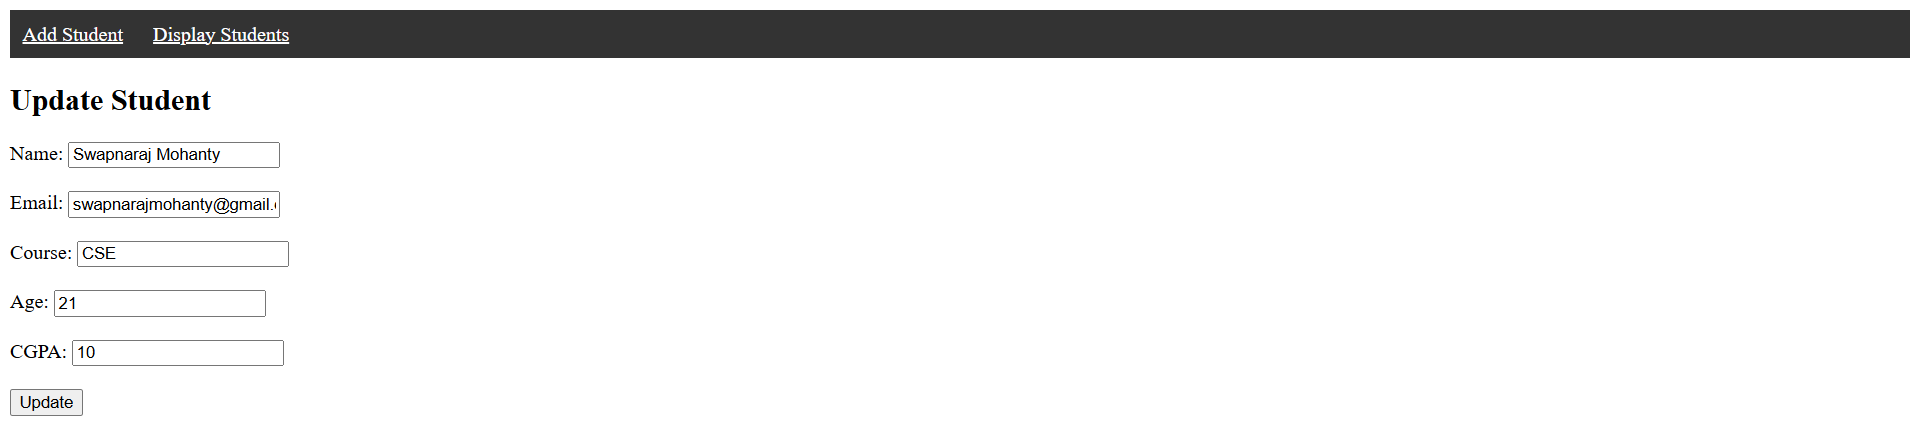 Add Student Display Students
Update Student
Name: Swapnaraj Mohanty
Email: swapnarajmohanty@gmail.
Course: CSE
Age: 21
CGPA: 10
Update